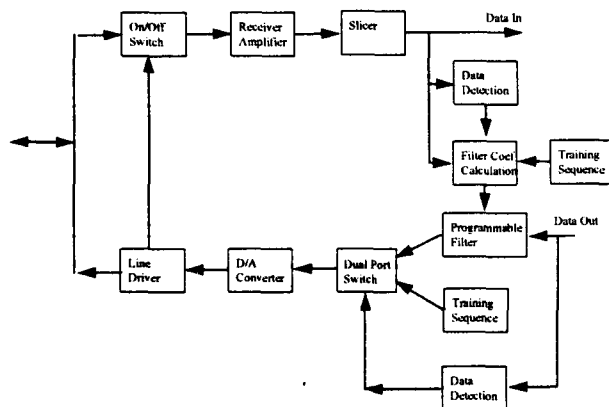 On/Off
Switch
Receiver
Amplifier
Slicer
Data In
Data
Detection
Filter Coef
Calculation
Training
Sequence
Programmable
Filter
Data Out
Line
Driver
D/A
Converter
Dual Port
Switch
Training
Sequence
Data
Detection